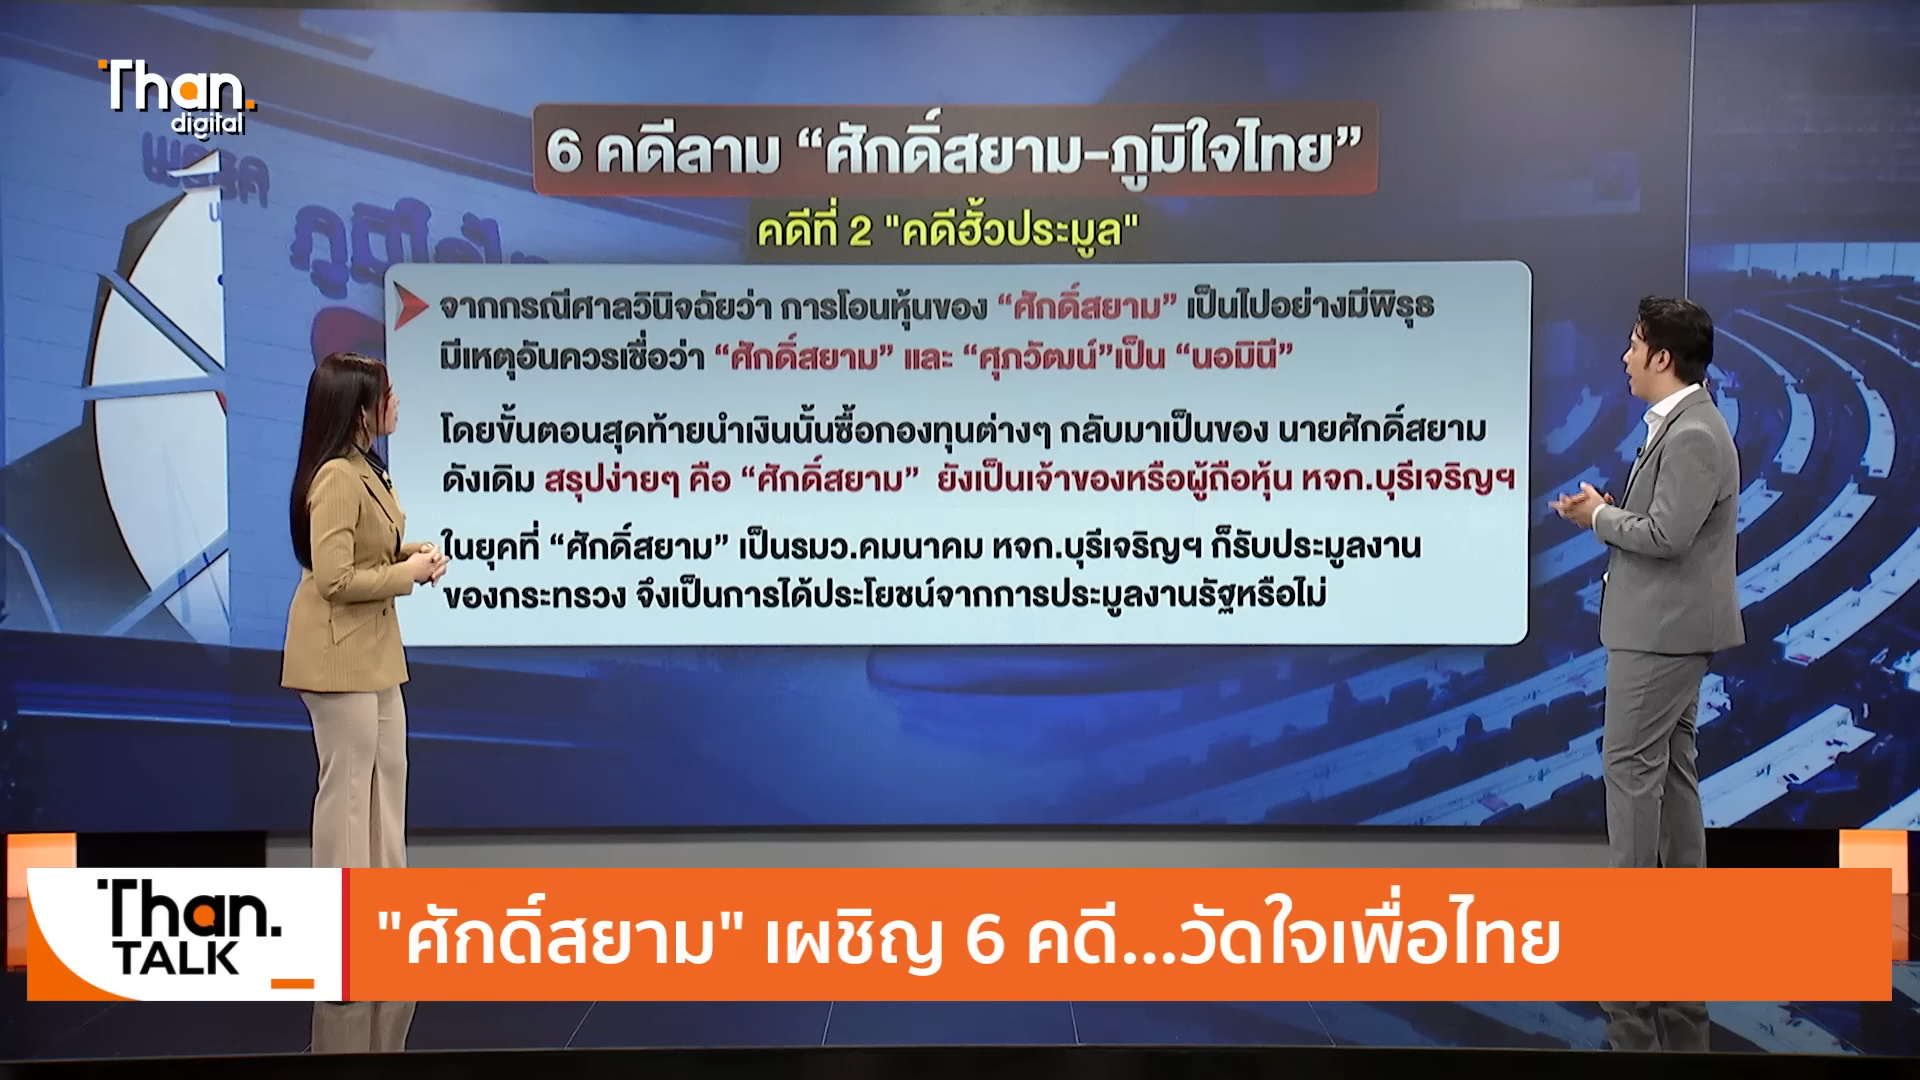 Than.
digital
6 คดีลาม “ศักดิ์สยาม-ภูมิใจไทย”
คดีที่ 2 "คดีฮั้วประมูล"
จากกรณีศาลวินิจฉัยว่า การโอนหุ้นของ “ศักดิ์สยาม” เป็นไปอย่างมีพิรุธ
มีเหตุอันควรเชื่อว่า “ศักดิ์สยาม” และ “ศุภวัฒน์”เป็น “นอมินี”
โดยขั้นตอนสุดท้ายนำเงินนั้นซื้อกองทุนต่างๆ กลับมาเป็นของ นายศักดิ์สยาม
ดังเดิม สรุปง่ายๆ คือ “ศักดิ์สยาม” ยังเป็นเจ้าของหรือผู้ถือหุ้น หจก.บุรีเจริญฯ
ในยุคที่ “ศักดิ์สยาม” เป็นรมว.คมนาคม หจก.บุรีเจริญฯ ก็รับประมูลงาน
ของกระทรวง จึงเป็นการได้ประโยชน์จากการประมูลงานรัฐหรือไม่
Than.
TALK
"ศักดิ์สยาม" เผชิญ 6 คดี...วัดใจเพื่อไทย